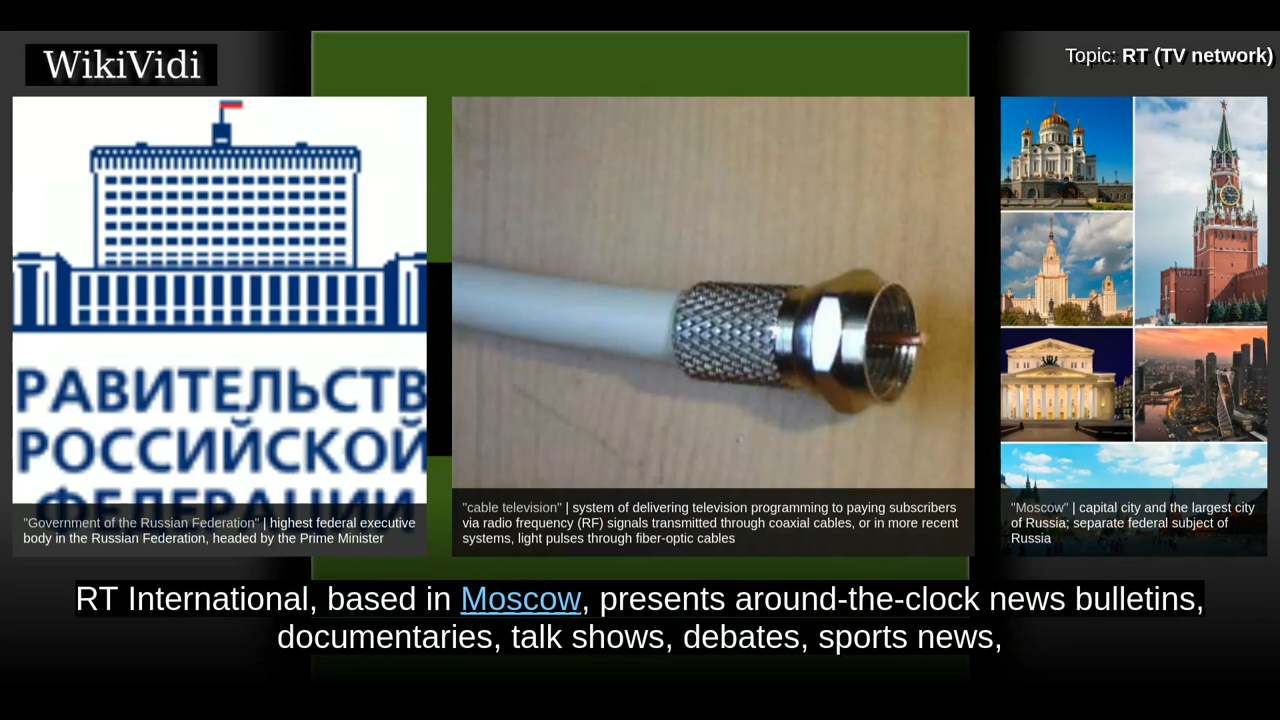 WikiVidi
Topic: RT (TV network)
РАВИТЕЛЬСТВ
РОССИЙСКОЙ
ФЕДЕРАЦИИ
"Government of the Russian Federation" | highest federal executive
body in the Russian Federation, headed by the Prime Minister
"cable television" | system of delivering television programming to paying subscribers
via radio frequency (RF) signals transmitted through coaxial cables, or in more recent
systems, light pulses through fiber-optic cables
"Moscow" | capital city and the largest city
of Russia; separate federal subject of
Russia
RT International, based in Moscow, presents around-the-clock news bulletins,
documentaries, talk shows, debates, sports news,